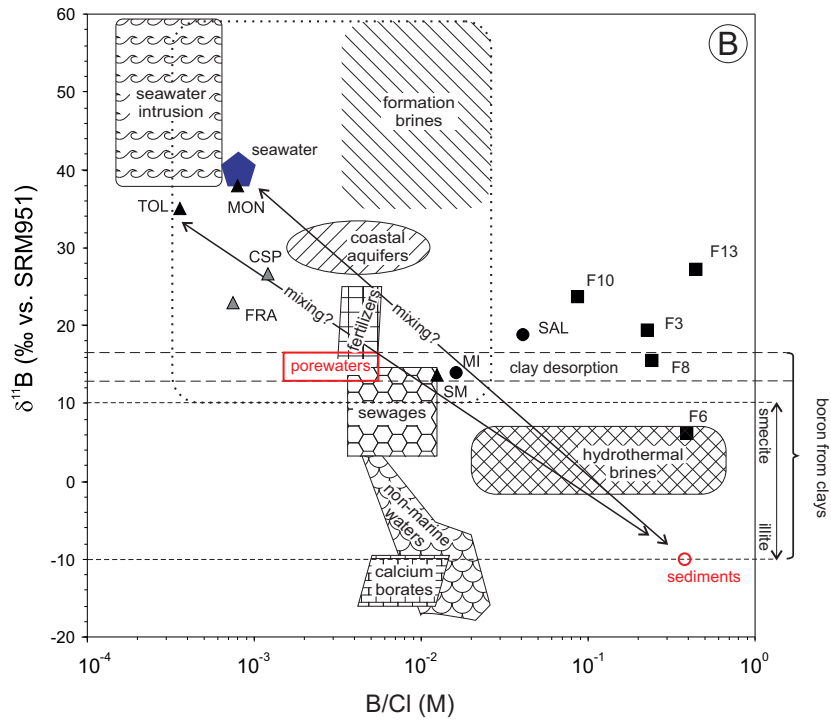 B
60
50
40
30
20
10
0
-10
-20
δ¹¹B (‰ vs. SRM951)
seawater
intrusion
formation
brines
seawater
TOL
MON
coastal
aquifers
CSP
FRA
mixing?
mixing?
fertilizers
F13
F10
F3
SAL
F8
porewaters
MI
clay desorption
SM
sewages
F6
hydrothermal
brines
non-marine
waters
calcium
borates
sediments
smecite
illite
boron from clays
10⁻⁴
10⁻³
10⁻²
10⁻¹
10⁰
B/Cl (M)